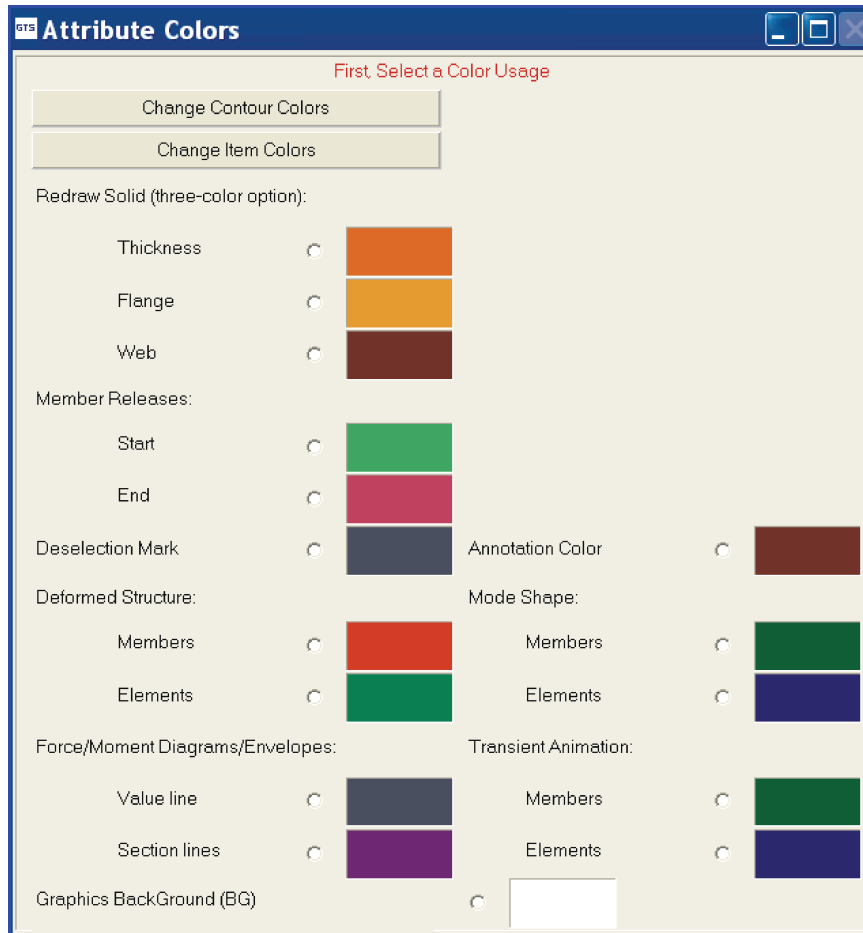 GTS Attribute Colors
First, Select a Color Usage
Change Contour Colors
Change Item Colors
Redraw Solid (three-color option):
Thickness
Flange
Web
Member Releases:
Start
End
Deselection Mark Annotation Color
Deformed Structure: Mode Shape:
Members Members
Elements Elements
Force/Moment Diagrams/Envelopes: Transient Animation:
Value line Members
Section lines Elements
Graphics BackGround (BG)